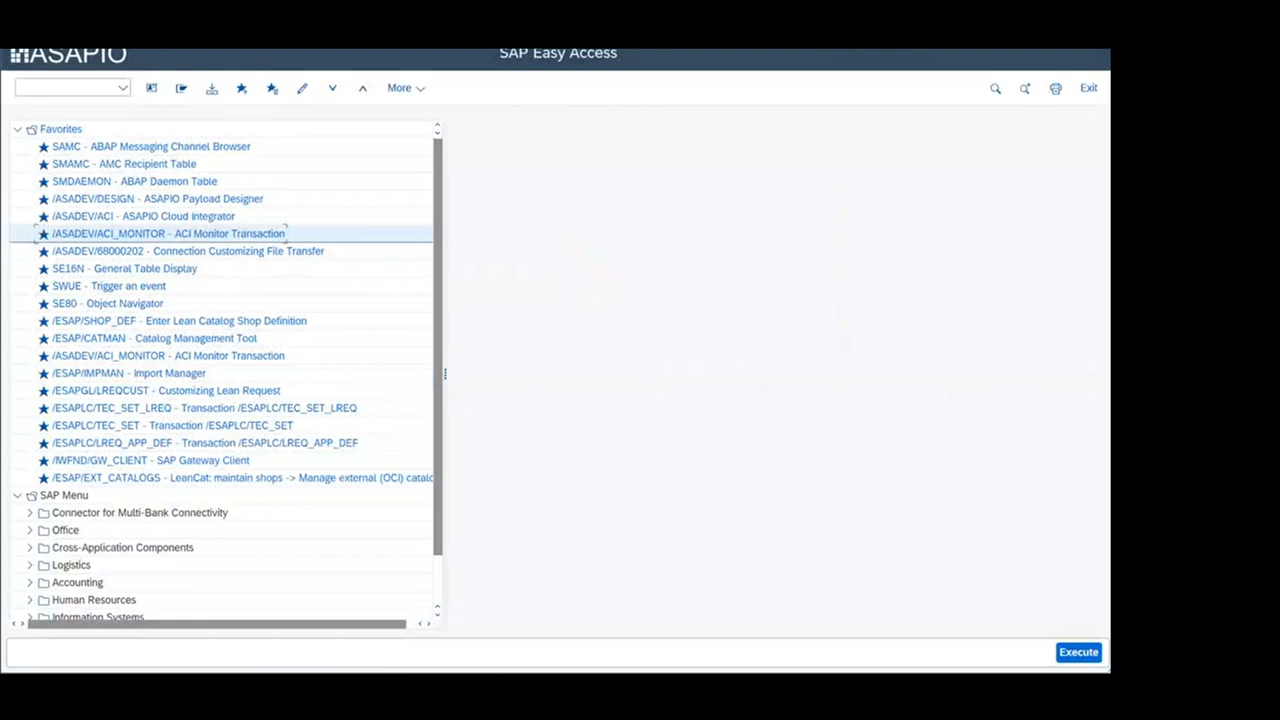 ASAPIO
SAP Easy Access
More
Exit
Favorites
SAMC - ABAP Messaging Channel Browser
SMAMC - AMC Recipient Table
SMDAEMON - ABAP Daemon Table
/ASADEV/DESIGN - ASAPIO Payload Designer
/ASADEV/ACI - ASAPIO Cloud Integrator
/ASADEV/ACI_MONITOR - ACI Monitor Transaction
/ASADEV/68000202 - Connection Customizing File Transfer
SE16N - General Table Display
SWUE - Trigger an event
SE80 - Object Navigator
/ESAP/SHOP_DEF - Enter Lean Catalog Shop Definition
/ESAP/CATMAN - Catalog Management Tool
/ASADEV/ACI_MONITOR - ACI Monitor Transaction
/ESAP/IMPMAN - Import Manager
/ESAPGL/LREQCUST - Customizing Lean Request
/ESAPLC/TEC_SET_LREQ - Transaction /ESAPLC/TEC_SET_LREQ
/ESAPLC/TEC_SET - Transaction /ESAPLC/TEC_SET
/ESAPLC/LREQ_APP_DEF - Transaction /ESAPLC/LREQ_APP_DEF
/IWFND/GW_CLIENT - SAP Gateway Client
/ESAP/EXT_CATALOGS - LeanCat: maintain shops -> Manage external (OCI) catalo
SAP Menu
Connector for Multi-Bank Connectivity
Office
Cross-Application Components
Logistics
Accounting
Human Resources
Information Systems
Execute